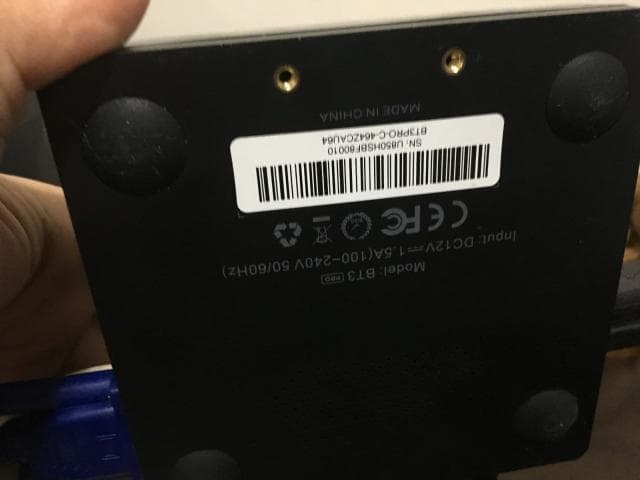 Model: BT3 PRO
Input: DC12V⎓1.5A(100~240V 50/60Hz)
CE FC
BT3PRO-C-464ZCAU64
SN. U850HSBF80010
MADE IN CHINA